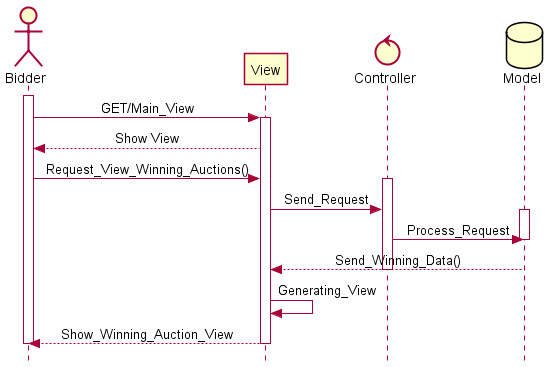 Bidder
View
Controller
Model
GET/Main_View
Show View
Request_View_Winning_Auctions()
Send_Request
Process_Request
Send_Winning_Data()
Generating_View
Show_Winning_Auction_View